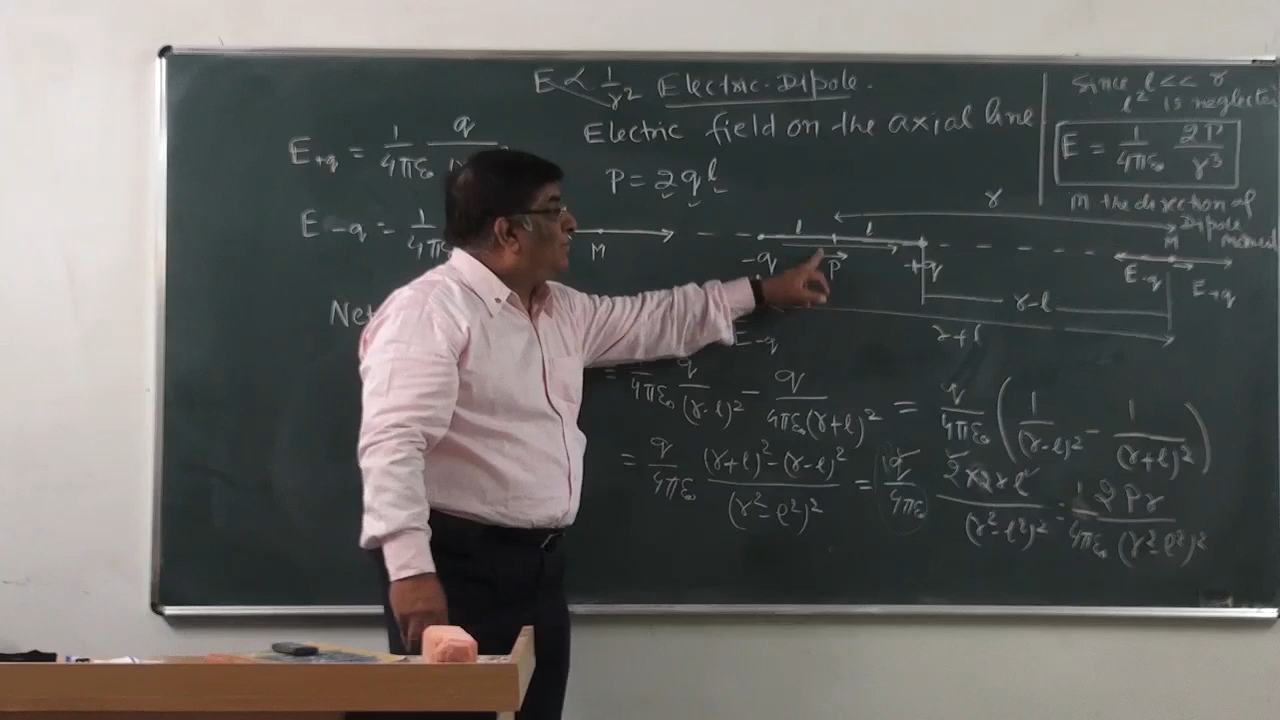 E ∝ 1/r² Electric-Dipole.
Electric field on the axial line
P = 2ql
E+q = 1/4πε₀ q/
E-q = 1/4πε
M
Net
l l r
-q P +q
r-l
r+l
Since l << r
l² is neglected
E = 1/4πε₀ 2P/r³
in the direction of
Dipole
moment
M
E-q E+q
E-q
= 1/4πε₀ q/(r-l)² - q/4πε₀(r+l)² = q/4πε₀ (1/(r-l)² - 1/(r+l)²)
= q/4πε₀ (r+l)²-(r-l)²/(r²-l²)² = q/4πε₀ 2×2rl/(r²-l²)² = 1/4πε₀ 2Pr/(r²-l²)²